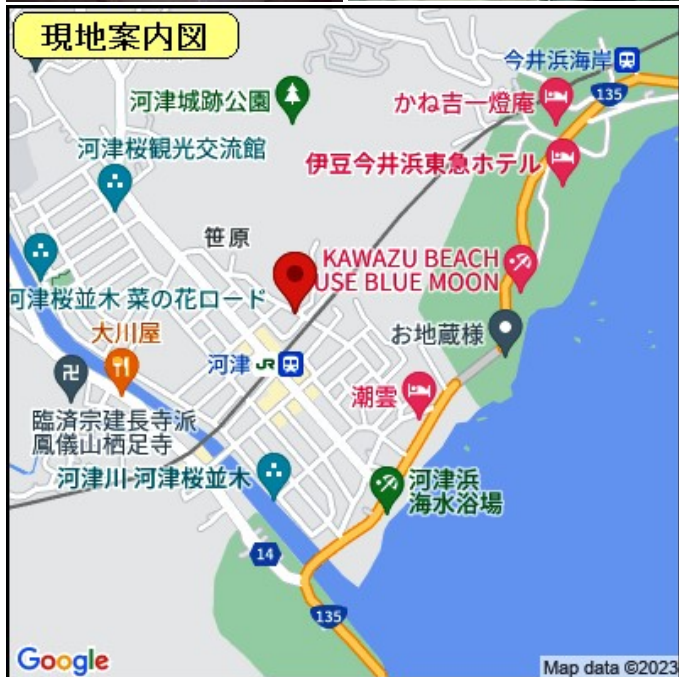 現地案内図
今井浜海岸
135
かね吉一燈庵
河津城跡公園
河津桜観光交流館
伊豆今井浜東急ホテル
笹原
KAWAZU BEACH
USE BLUE MOON
河津桜並木 菜の花ロード
お地蔵様
大川屋
河津 JR
潮雲
臨済宗建長寺派
鳳儀山栖足寺
河津川 河津桜並木
河津浜
海水浴場
14
135
Google
Map data ©2023